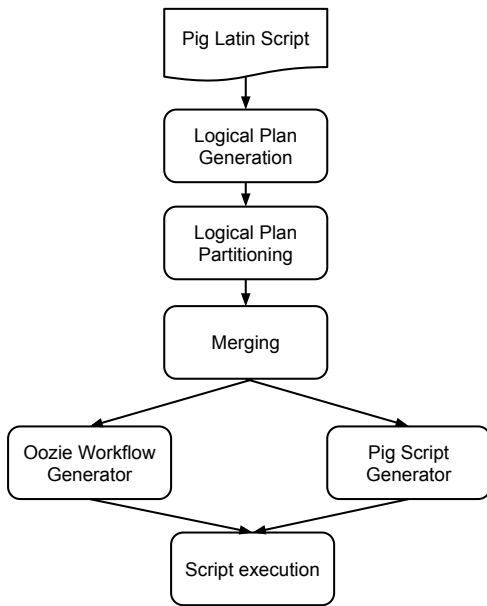 Pig Latin Script
Logical Plan
Generation
Logical Plan
Partitioning
Merging
Oozie Workflow
Generator
Pig Script
Generator
Script execution